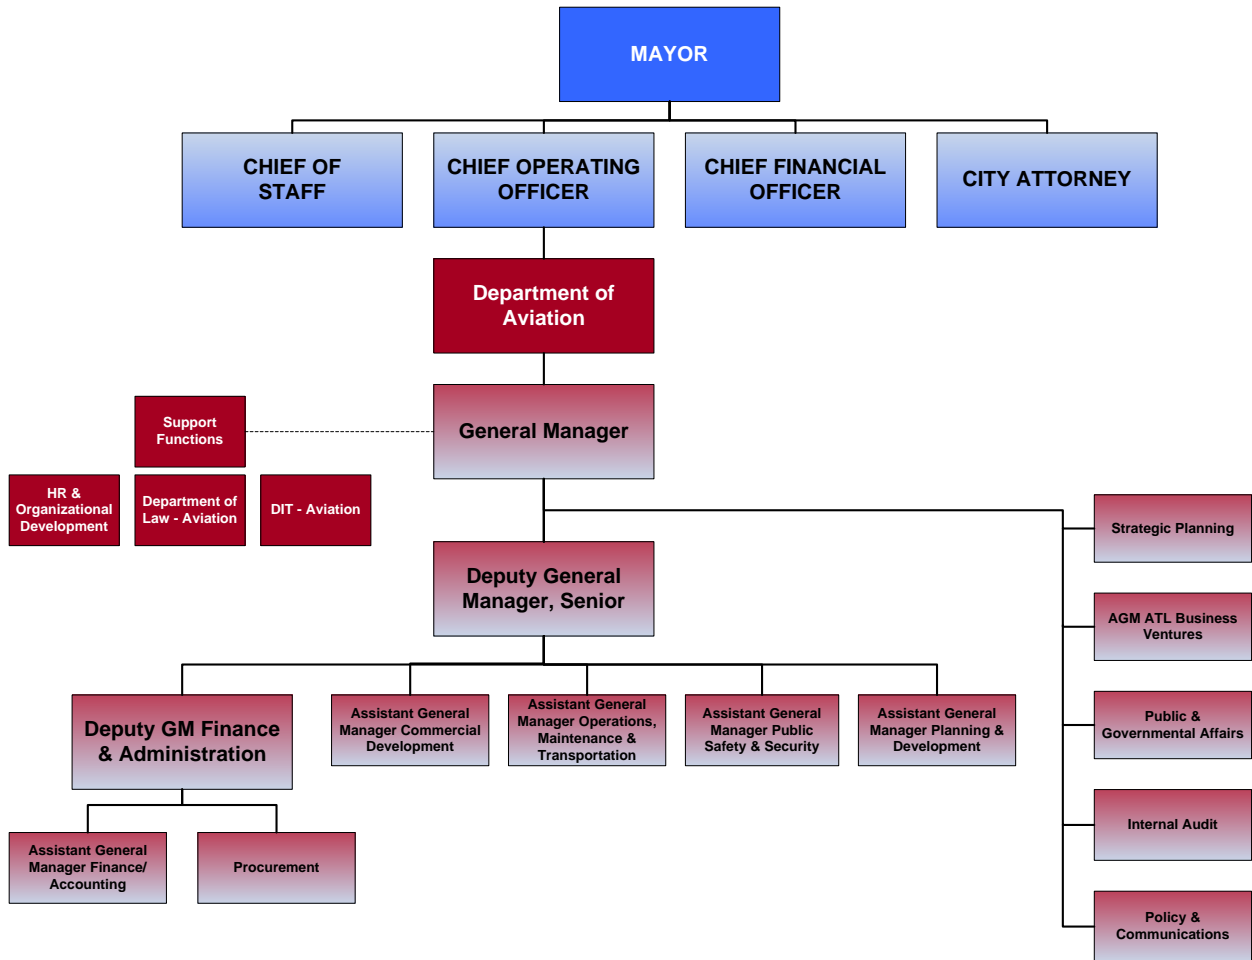 MAYOR
CHIEF OF
STAFF
CHIEF OPERATING
OFFICER
CHIEF FINANCIAL
OFFICER
CITY ATTORNEY
Department of
Aviation
General Manager
Support
Functions
HR &
Organizational
Development
Department of
Law - Aviation
DIT - Aviation
Deputy General
Manager, Senior
Strategic Planning
AGM ATL Business
Ventures
Public &
Governmental Affairs
Internal Audit
Policy &
Communications
Deputy GM Finance
& Administration
Assistant General
Manager Commercial
Development
Assistant General
Manager Operations,
Maintenance &
Transportation
Assistant General
Manager Public
Safety & Security
Assistant General
Manager Planning &
Development
Assistant General
Manager Finance/
Accounting
Procurement